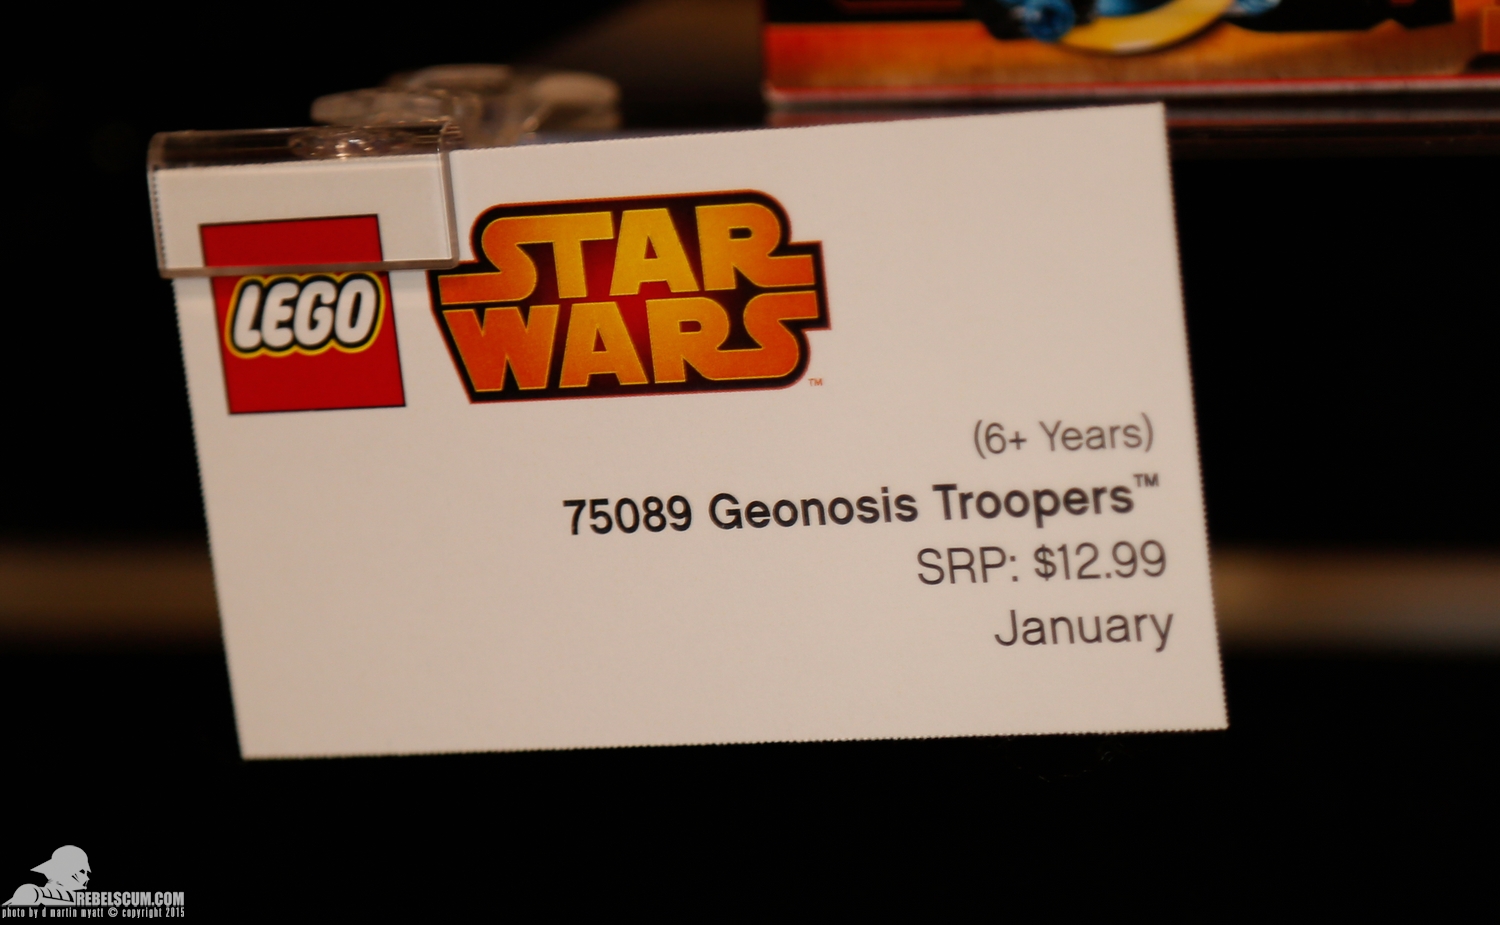 LEGO
STAR
WARS™
(6+ Years)
75089 Geonosis Troopers™
SRP: $12.99
January
REBELSCUM.COM
photo by d martin myatt © copyright 2015